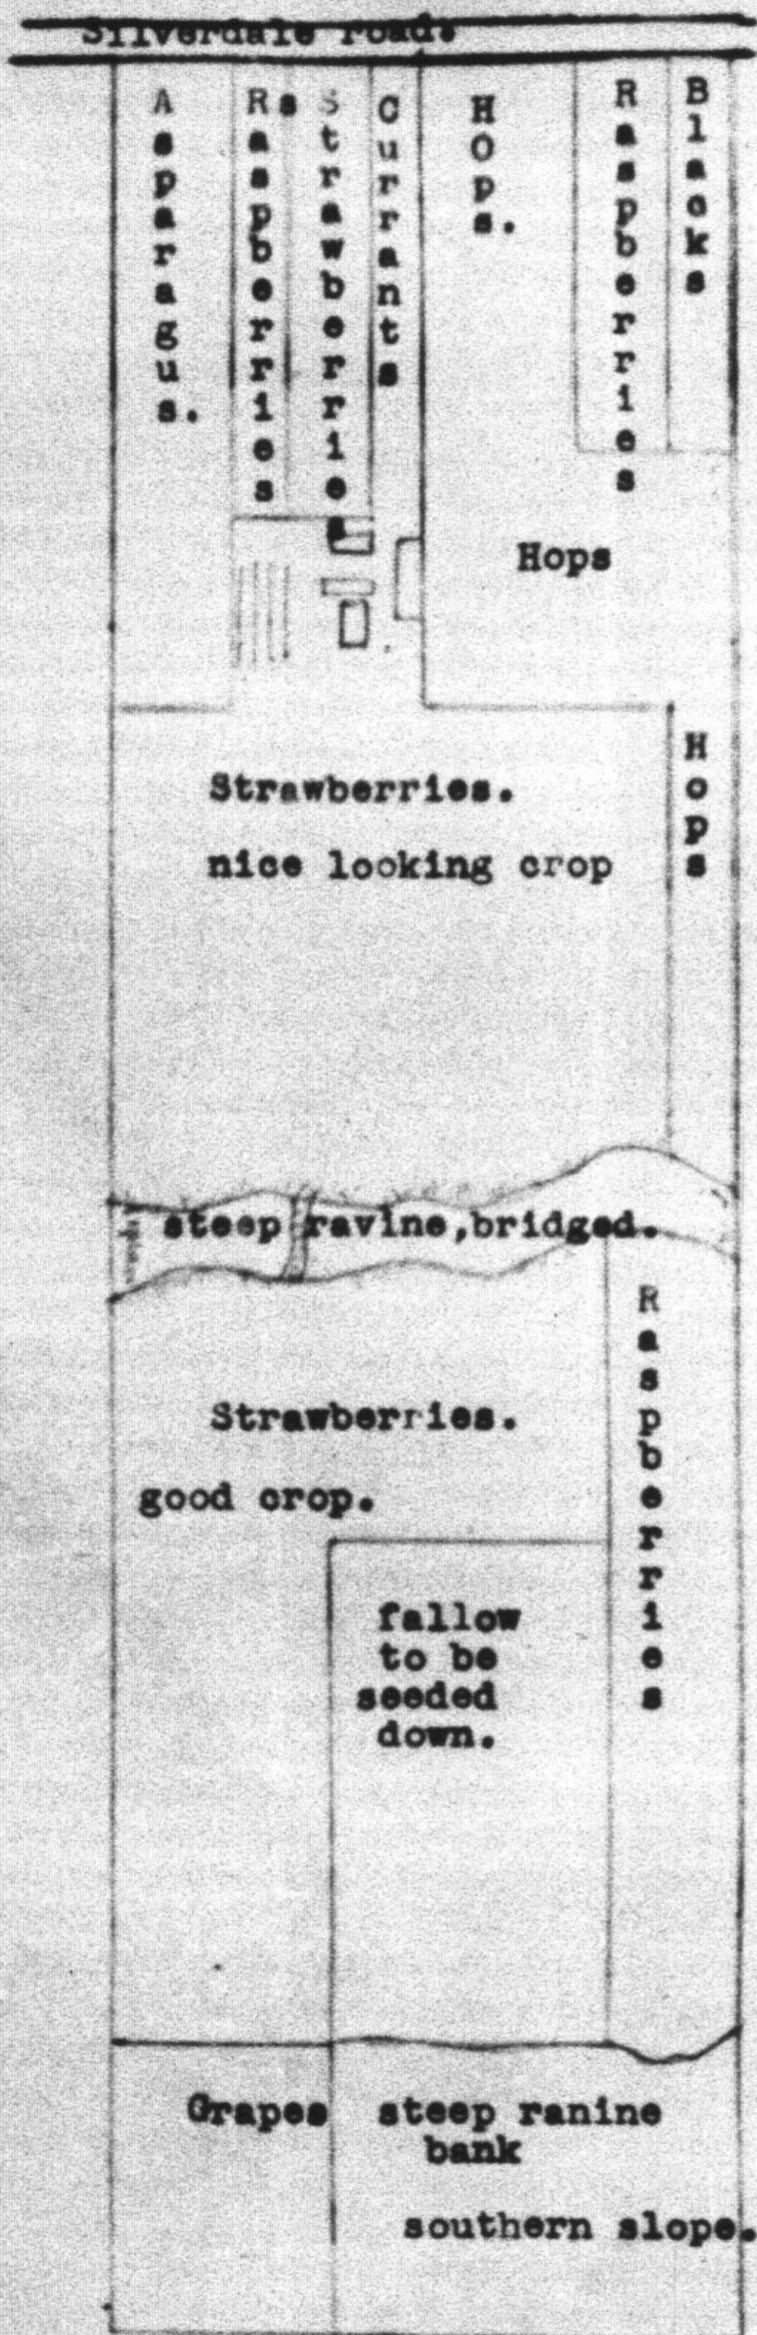 Silverdale road.
Asparagus.
Rs
Raspberries
Strawberries
Currants
HOps.
Raspberries
Blacks
Hops
Strawberries.
nice looking crop
Hops
steep ravine,bridged.
Raspberries
Strawberries.
good crop.
fallow
to be
seeded
down.
Grapes
steep ranine
bank
southern slope.